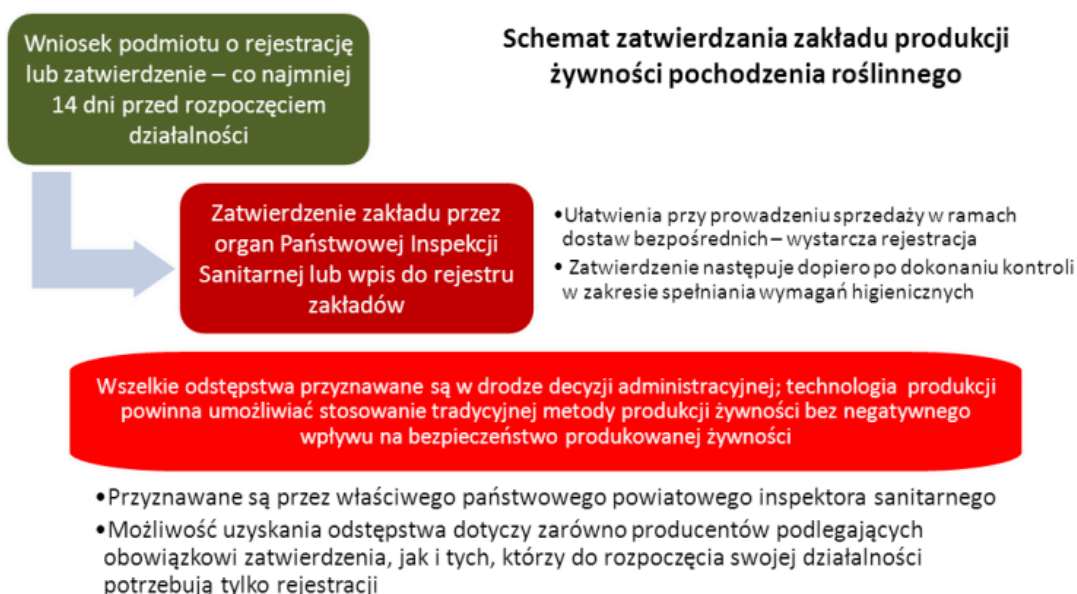 Schemat zatwierdzania zakładu produkcji
żywności pochodzenia roślinnego
Wniosek podmiotu o rejestrację
lub zatwierdzenie – co najmniej
14 dni przed rozpoczęciem
działalności
Zatwierdzenie zakładu przez
organ Państwowej Inspekcji
Sanitarnej lub wpis do rejestru
zakładów
•Ułatwienia przy prowadzeniu sprzedaży w ramach
dostaw bezpośrednich – wystarcza rejestracja
• Zatwierdzenie następuje dopiero po dokonaniu kontroli
w zakresie spełniania wymagań higienicznych
Wszelkie odstępstwa przyznawane są w drodze decyzji administracyjnej; technologia produkcji
powinna umożliwiać stosowanie tradycyjnej metody produkcji żywności bez negatywnego
wpływu na bezpieczeństwo produkowanej żywności
•Przyznawane są przez właściwego państwowego powiatowego inspektora sanitarnego
•Możliwość uzyskania odstępstwa dotyczy zarówno producentów podlegających
obowiązkowi zatwierdzenia, jak i tych, którzy do rozpoczęcia swojej działalności
potrzebują tylko rejestracji